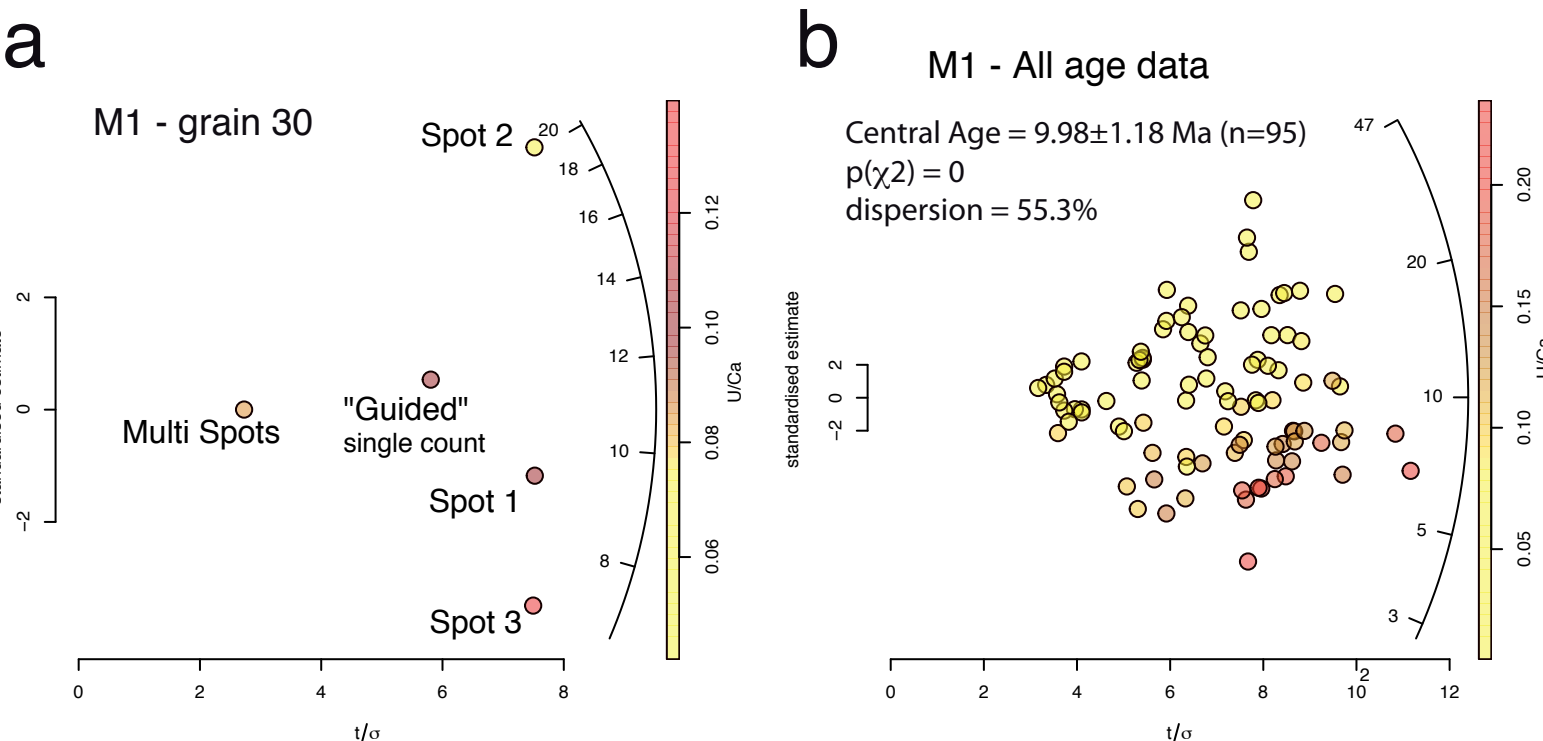 a
M1 - grain 30
Spot 2
20
18
16
14
12
10
8
2
0
−2
Multi Spots
"Guided"
single count
Spot 1
Spot 3
0 2 4 6 8
t/σ
0.12
0.10
0.08
0.06
U/Ca
b
M1 - All age data
Central Age = 9.98±1.18 Ma (n=95)
p(χ2) = 0
dispersion = 55.3%
47
20
10
5
3
standardised estimate
2
0
−2
0 2 4 6 8 10 12
2
t/σ
0.20
0.15
0.10
0.05